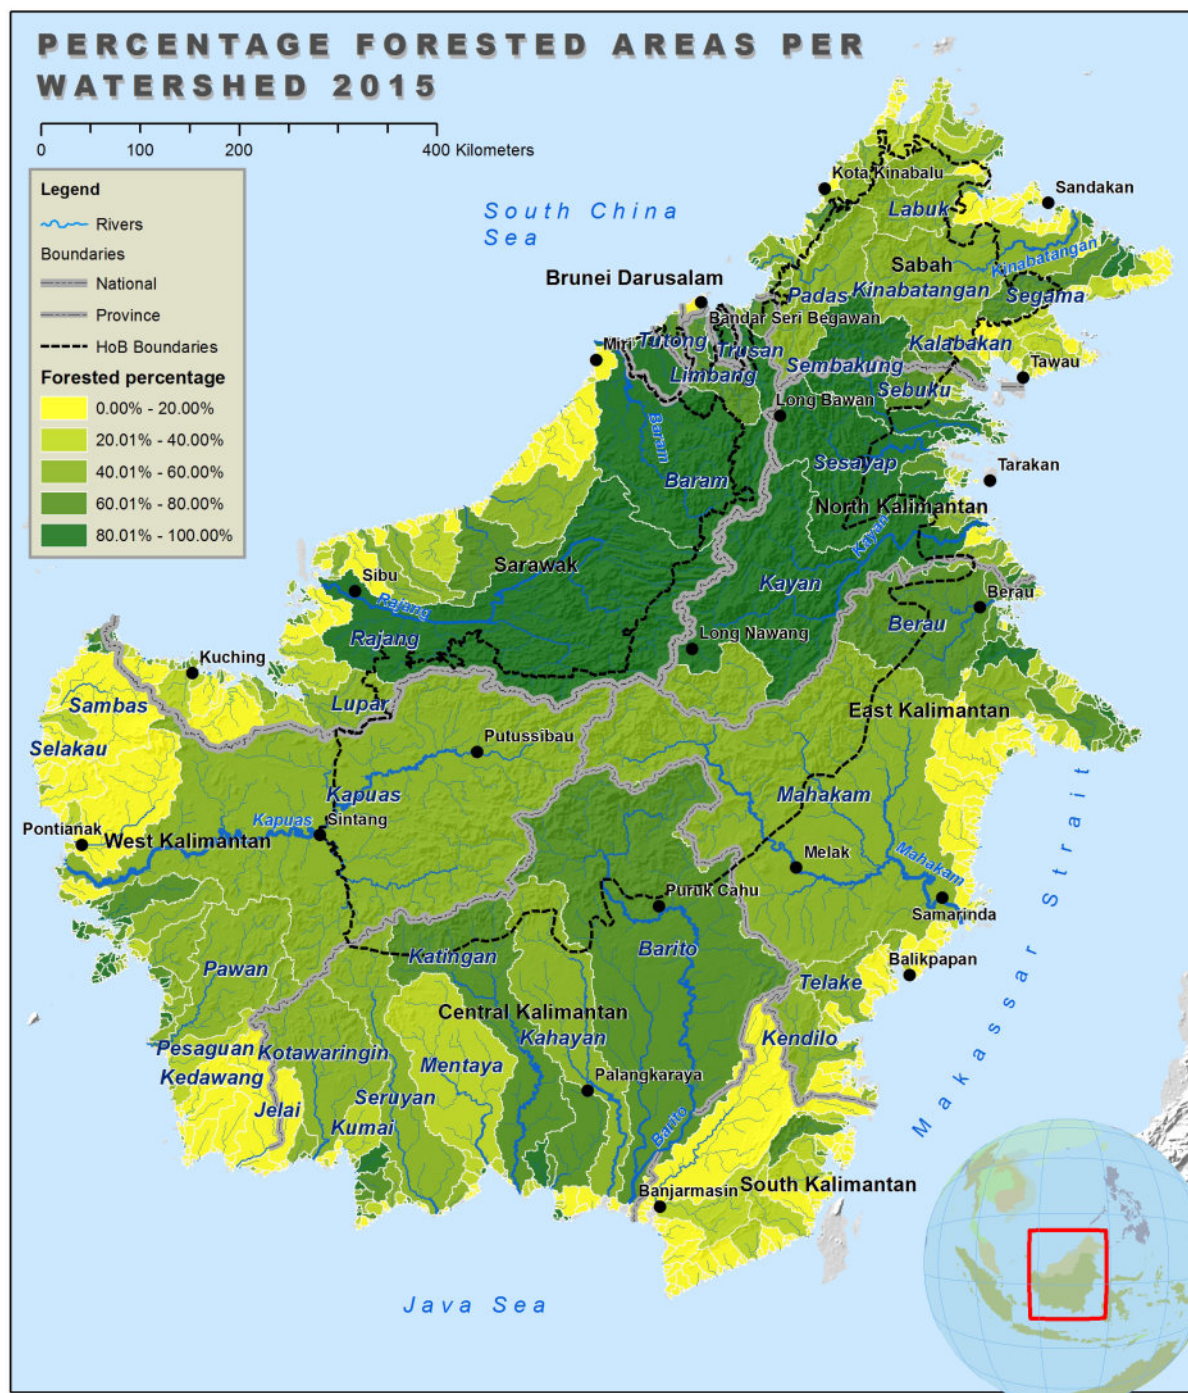 PERCENTAGE FORESTED AREAS PER
WATERSHED 2015
0 100 200 400 Kilometers
Legend
Rivers
Boundaries
National
Province
HoB Boundaries
Forested percentage
0.00% - 20.00%
20.01% - 40.00%
40.01% - 60.00%
60.01% - 80.00%
80.01% - 100.00%
South China
Sea
Kota Kinabalu
Sandakan
Labuk
Kinabatangan
Sabah
Brunei Darusalam
Padas
Kinabatangan
Segama
Bandar Seri Begawan
Miri
Tutong
Trusan
Kalabakan
Limbang
Sembakung
Tawau
Sebuku
Long Bawan
Baram
Sesayap
Baram
Tarakan
North Kalimantan
Kayan
Sarawak
Sibu
Kayan
Rajang
Berau
Rajang
Berau
Long Nawang
Kuching
Lupar
Sambas
East Kalimantan
Selakau
Putussibau
Kapuas
Mahakam
Kapuas
Sintang
Pontianak
West Kalimantan
Melak
Mahakam
Makassar Strait
Puruk Cahu
Samarinda
Barito
Katingan
Balikpapan
Pawan
Telake
Central Kalimantan
Kahayan
Kendilo
Pesaguan
Kotawaringin
Mentaya
Kedawang
Palangkaraya
Seruyan
Jelai
Kumai
Barito
South Kalimantan
Banjarmasin
Java Sea